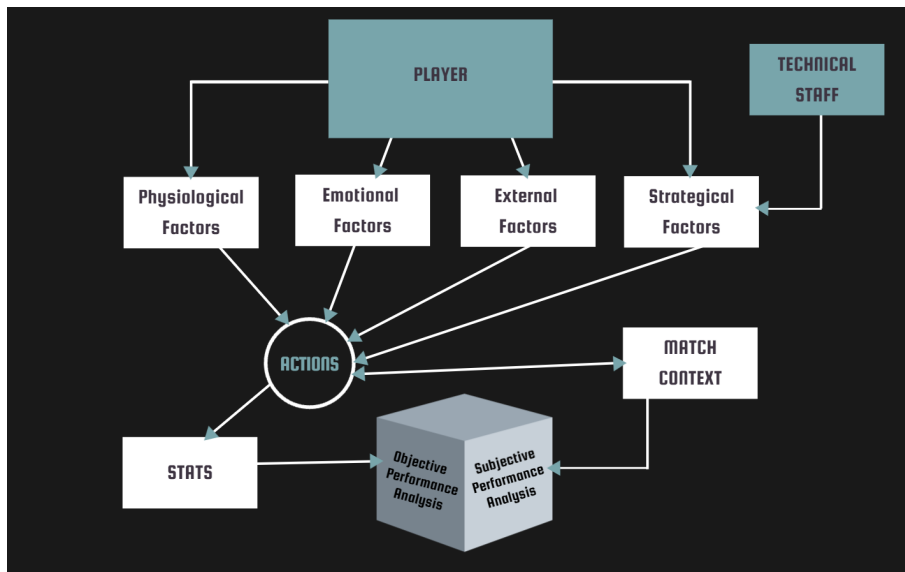 PLAYER
TECHNICAL
STAFF
Physiological
Factors
Emotional
Factors
External
Factors
Strategical
Factors
ACTIONS
MATCH
CONTEXT
STATS
Objective
Performance
Analysis
Subjective
Performance
Analysis